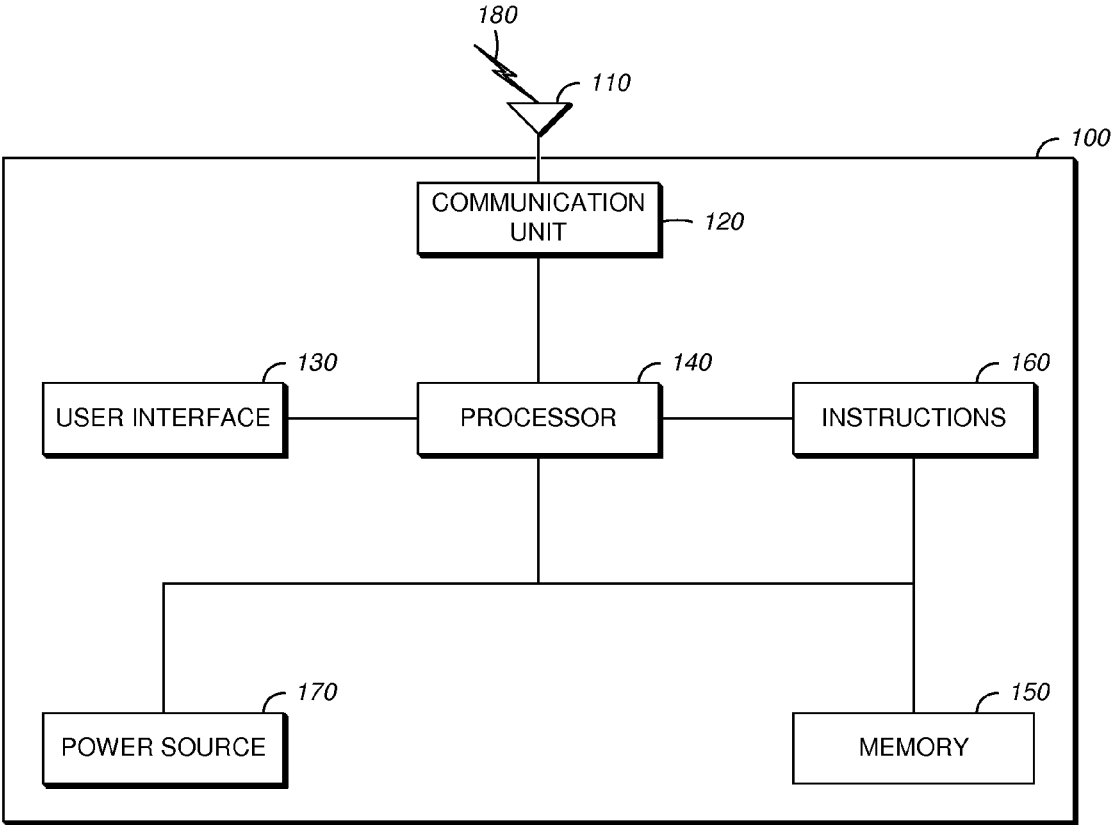 180
110
100
COMMUNICATION
UNIT
120
130
140
160
USER INTERFACE
PROCESSOR
INSTRUCTIONS
170
150
POWER SOURCE
MEMORY